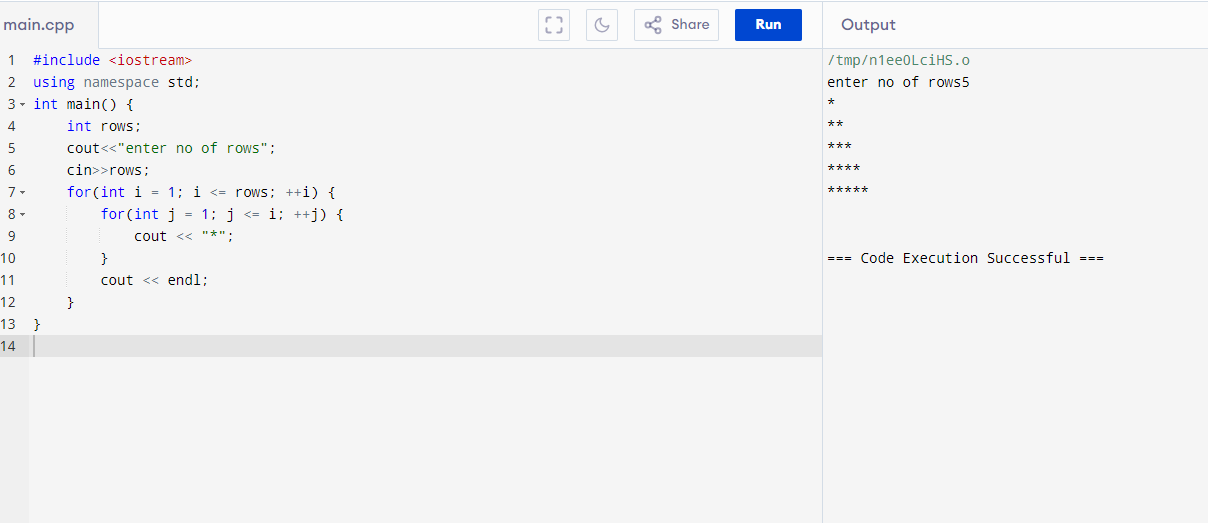 main.cpp
Share
Run
Output
1 #include <iostream>
2 using namespace std;
3 int main() {
4     int rows;
5     cout<<"enter no of rows";
6     cin>>rows;
7     for(int i = 1; i <= rows; ++i) {
8         for(int j = 1; j <= i; ++j) {
9             cout << "*";
10         }
11         cout << endl;
12     }
13 }
14
/tmp/n1eeOLciHS.o
enter no of rows5
*
**
***
****
*****
=== Code Execution Successful ===